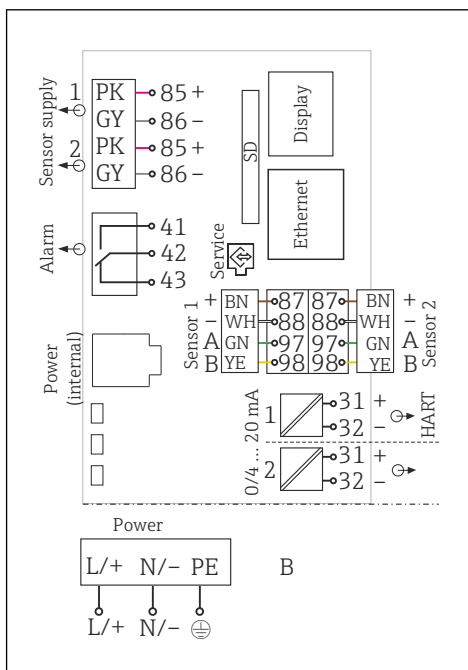 Sensor supply
1 PK 85 +
GY 86 –
2 PK 85 +
GY 86 –
Display
SD
Ethernet
Alarm
41
42
43
Service
Sensor 1
+ BN 87 87 BN +
– WH 88 88 WH –
A GN 97 97 GN A
B YE 98 98 YE B
Sensor 2
Power
(internal)
0/4 ... 20 mA
1 31 +
32 –
HART
2 31 +
32 –
Power
L/+ N/– PE
B
L/+ N/–